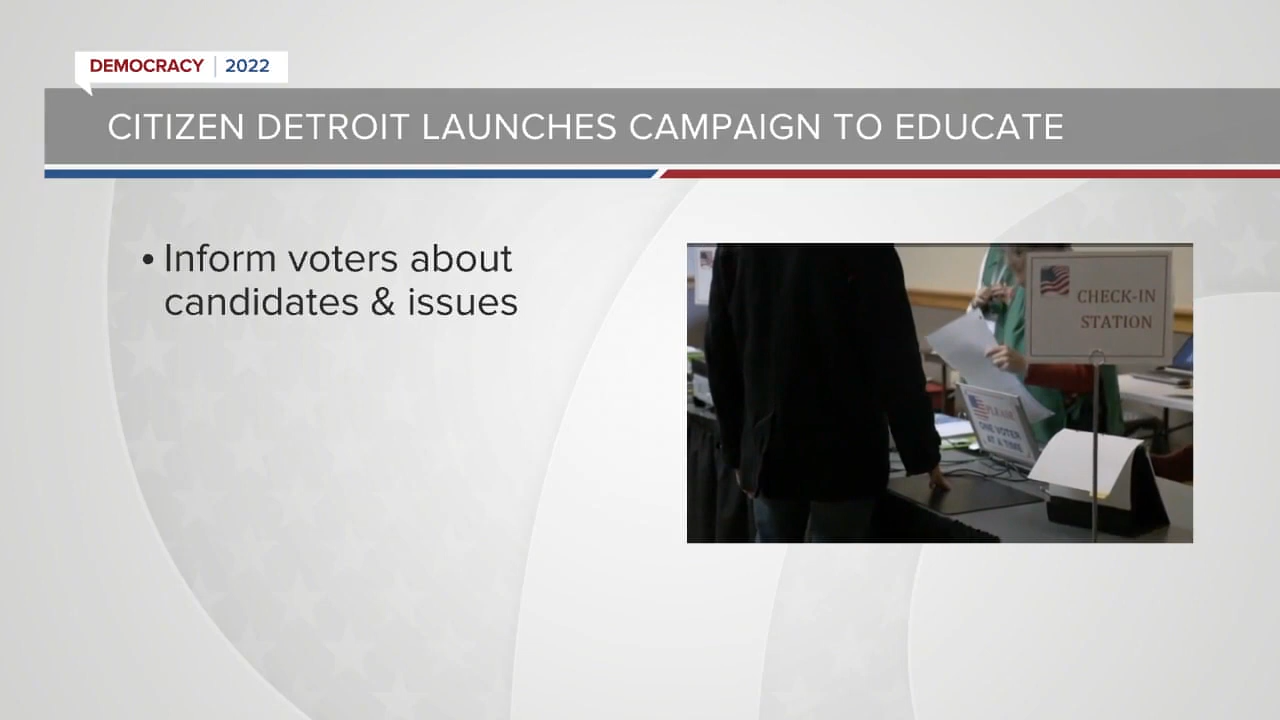 DEMOCRACY | 2022
CITIZEN DETROIT LAUNCHES CAMPAIGN TO EDUCATE
• Inform voters about
candidates & issues
CHECK-IN
STATION
PLEASE
ONE VOTER
AT A TIME